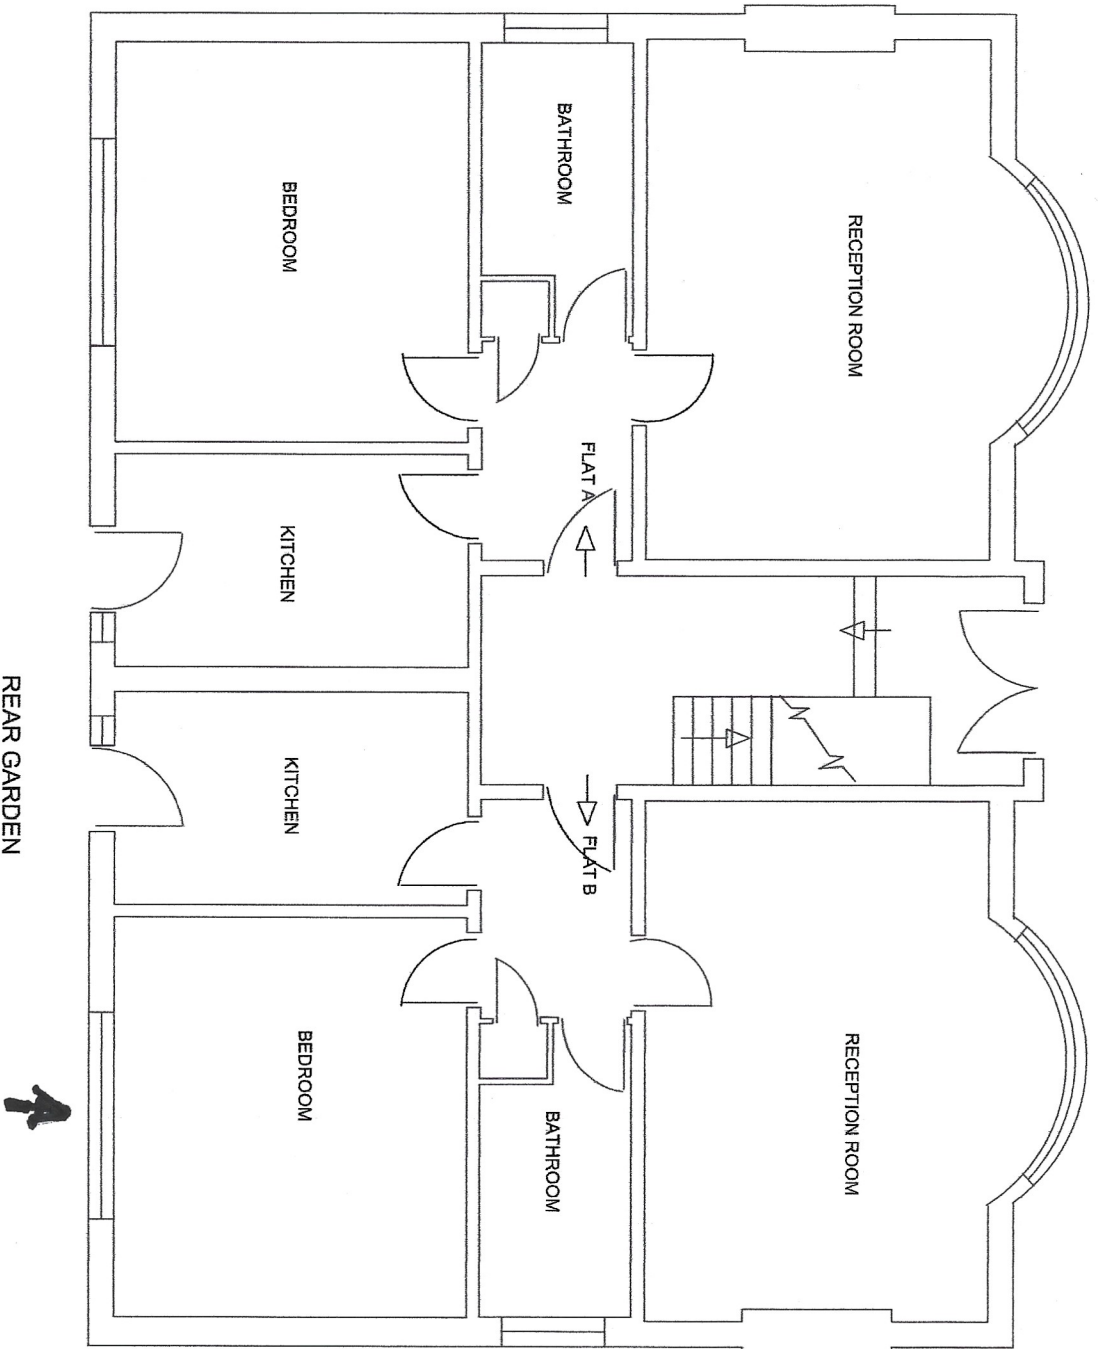 BATHROOM
BEDROOM
RECEPTION ROOM
FLAT A
KITCHEN
REAR GARDEN
KITCHEN
FLAT B
BEDROOM
RECEPTION ROOM
BATHROOM